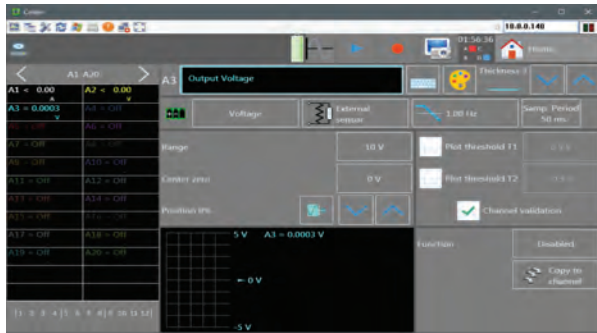 Center
10.0.0.140
01:56:36
Home
A1 A20
A3
Output Voltage
Thickness
A1 < 0.00
A
A2 < 0.00
V
A3 = 0.0003
V
A4 = Off
A5 = Off
A6 = Off
A7 = Off
A8 = Off
A9 = Off
A10 = Off
A11 = Off
A12 = Off
A13 = Off
A14 = Off
A15 = Off
A16 = Off
A17 = Off
A18 = Off
A19 = Off
A20 = Off
Voltage
External
sensor
1.00 Hz
Samp. Period
50 ms
Range
10 V
Plot threshold T1
Center zero
0 V
Plot threshold T2
Position 0%
Channel validation
5 V
A3 = 0.0003 V
0 V
-5 V
Function
Disabled
Copy to
channel